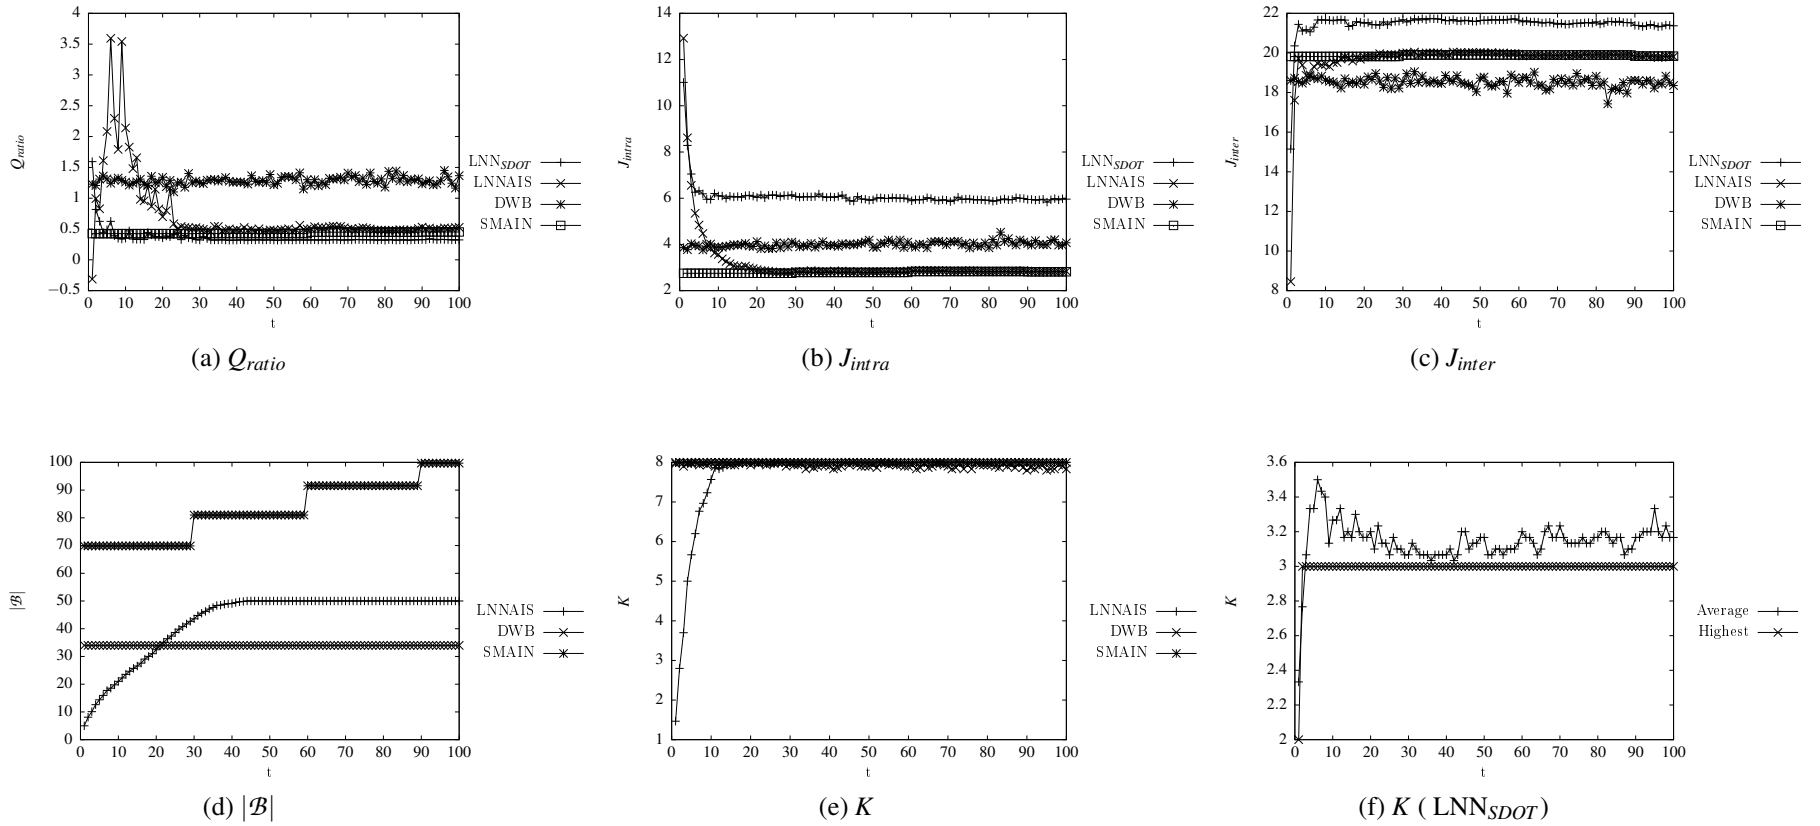 4
3.5
3
2.5
2
1.5
1
0.5
0
−0.5
Q_ratio
0 10 20 30 40 50 60 70 80 90 100
t
LNN_SDOT
LNNAIS
DWB
SMAIN
(a) Q_ratio
14
12
10
8
6
4
2
J_intra
0 10 20 30 40 50 60 70 80 90 100
t
LNN_SDOT
LNNAIS
DWB
SMAIN
(b) J_intra
22
20
18
16
14
12
10
8
J_inter
0 10 20 30 40 50 60 70 80 90 100
t
LNN_SDOT
LNNAIS
DWB
SMAIN
(c) J_inter
100
90
80
70
60
50
40
30
20
10
0
|ℬ|
0 10 20 30 40 50 60 70 80 90 100
t
LNNAIS
DWB
SMAIN
(d) |ℬ|
8
7
6
5
4
3
2
1
K
0 10 20 30 40 50 60 70 80 90 100
t
LNNAIS
DWB
SMAIN
(e) K
3.6
3.4
3.2
3
2.8
2.6
2.4
2.2
2
K
0 10 20 30 40 50 60 70 80 90 100
t
Average
Highest
(f) K ( LNN_SDOT)